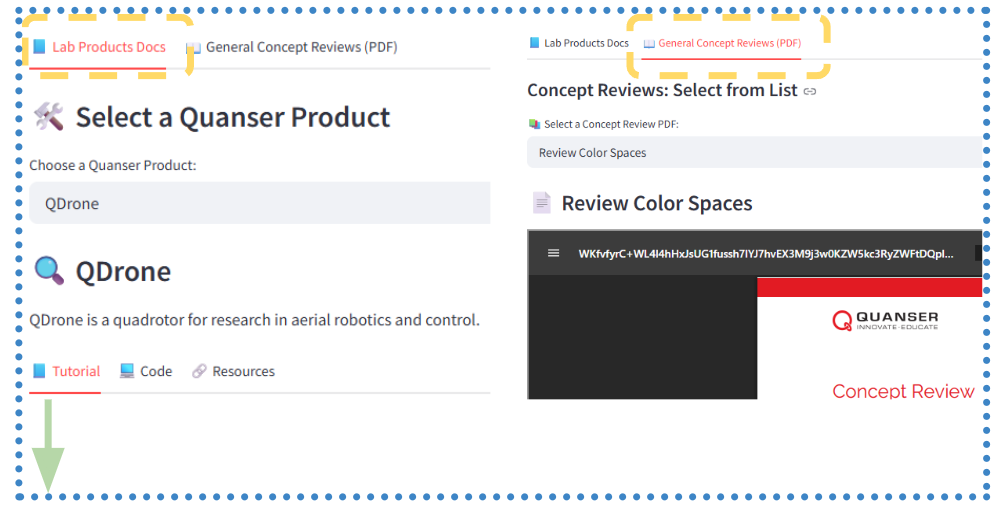 Lab Products Docs
General Concept Reviews (PDF)
Select a Quanser Product
Choose a Quanser Product:
QDrone
QDrone
QDrone is a quadrotor for research in aerial robotics and control.
Tutorial
Code
Resources
Lab Products Docs
General Concept Reviews (PDF)
Concept Reviews: Select from List
Select a Concept Review PDF:
Review Color Spaces
Review Color Spaces
WKfvfyrC+WL4I4hHxJsUG1fussh7IYJ7hvEX3M9j3w0KZW5kc3RyZWFtDQpl...
QUANSER
INNOVATE·EDUCATE
Concept Review